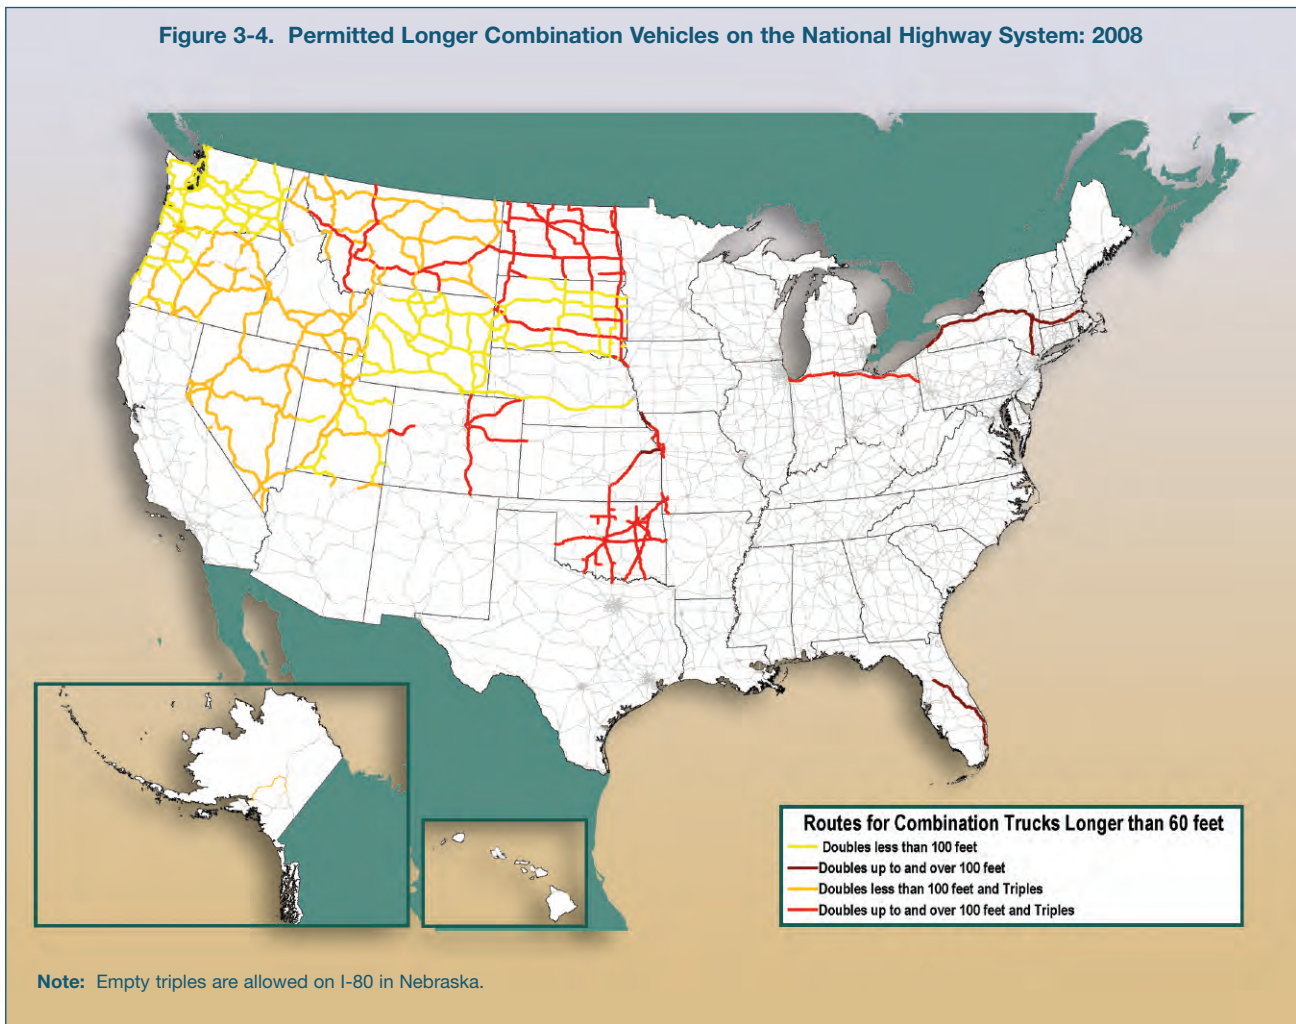 Figure 3-4. Permitted Longer Combination Vehicles on the National Highway System: 2008
Routes for Combination Trucks Longer than 60 feet
Doubles less than 100 feet
Doubles up to and over 100 feet
Doubles less than 100 feet and Triples
Doubles up to and over 100 feet and Triples
Note: Empty triples are allowed on I-80 in Nebraska.